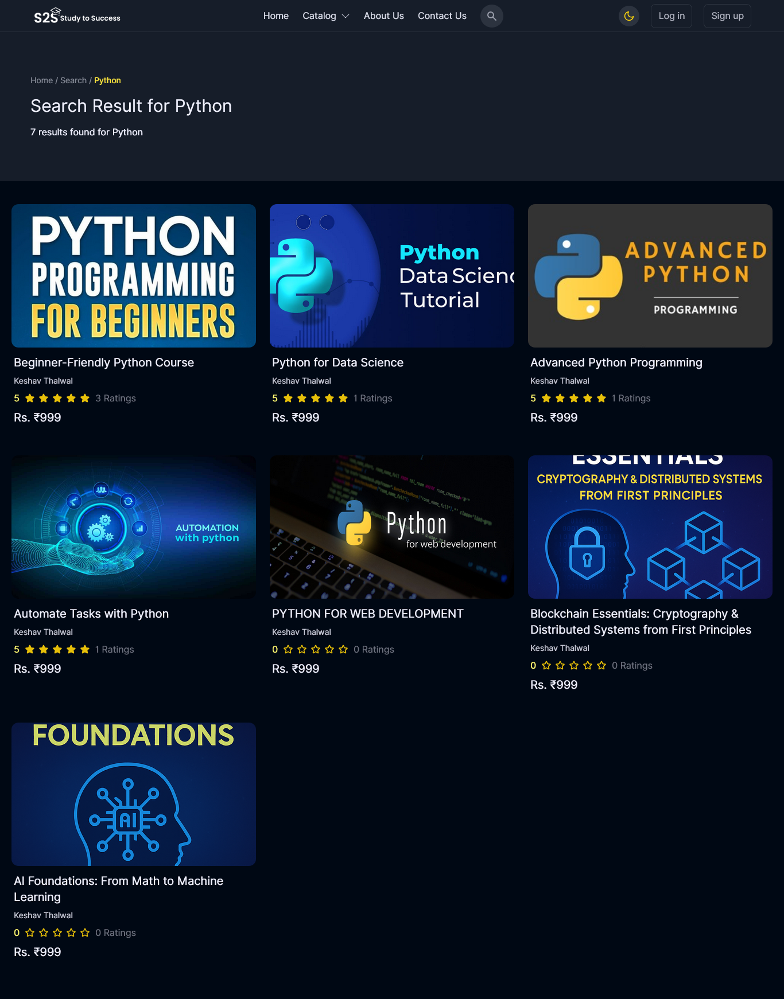 S2S Study to Success
Home
Catalog
About Us
Contact Us
Log in
Sign up
Home / Search / Python
Search Result for Python
7 results found for Python
PYTHON
PROGRAMMING
FOR BEGINNERS
Beginner-Friendly Python Course
Keshav Thalwal
5
3 Ratings
Rs. ₹999
Python
Data Scienc
Tutorial
Python for Data Science
Keshav Thalwal
5
1 Ratings
Rs. ₹999
ADVANCED
PYTHON
PROGRAMMING
Advanced Python Programming
Keshav Thalwal
5
1 Ratings
Rs. ₹999
AUTOMATION
with python
Automate Tasks with Python
Keshav Thalwal
5
1 Ratings
Rs. ₹999
Python
for web development
PYTHON FOR WEB DEVELOPMENT
Keshav Thalwal
0
0 Ratings
Rs. ₹999
ESSENTIALS
CRYPTOGRAPHY & DISTRIBUTED SYSTEMS
FROM FIRST PRINCIPLES
Blockchain Essentials: Cryptography &
Distributed Systems from First Principles
Keshav Thalwal
0
0 Ratings
Rs. ₹999
FOUNDATIONS
AI
AI Foundations: From Math to Machine
Learning
Keshav Thalwal
0
0 Ratings
Rs. ₹999